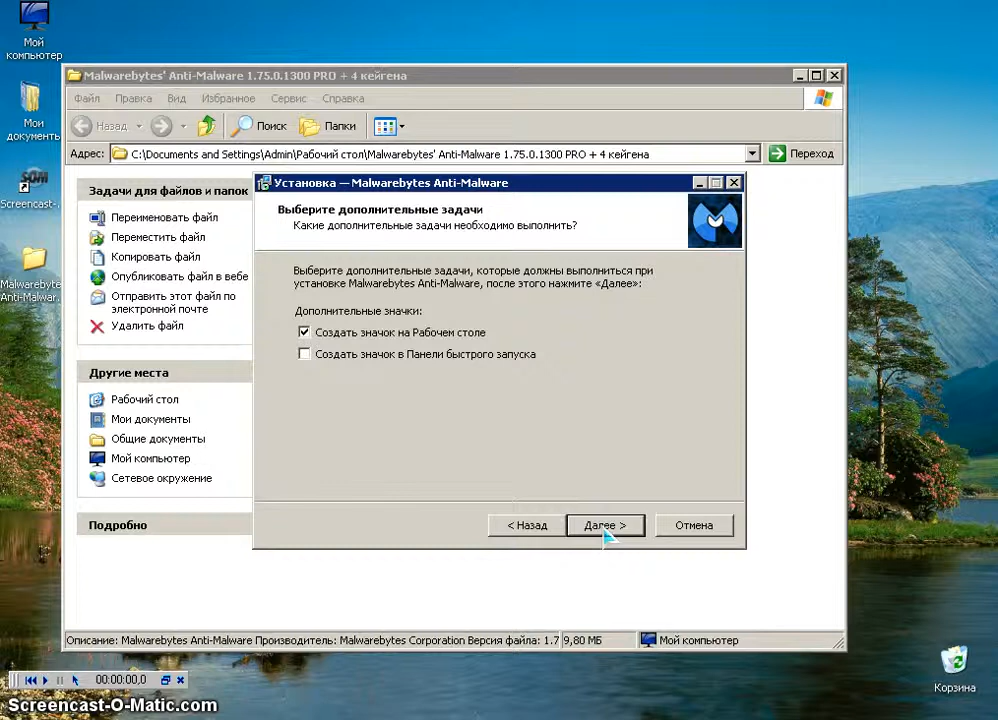 Мой
компьютер
Мои
документы
Screencast-.
Malwarebyte
Anti-Malwar.
Malwarebytes' Anti-Malware 1.75.0.1300 PRO + 4 кейгена
Файл Правка Вид Избранное Сервис Справка
Назад Поиск Папки
Адрес: C:\Documents and Settings\Admin\Рабочий стол\Malwarebytes' Anti-Malware 1.75.0.1300 PRO + 4 кейгена Переход
Задачи для файлов и папок
Переименовать файл
Переместить файл
Копировать файл
Опубликовать файл в вебе
Отправить этот файл по
электронной почте
Удалить файл
Другие места
Рабочий стол
Мои документы
Общие документы
Мой компьютер
Сетевое окружение
Подробно
Установка — Malwarebytes Anti-Malware
Выберите дополнительные задачи
Какие дополнительные задачи необходимо выполнить?
Выберите дополнительные задачи, которые должны выполниться при
установке Malwarebytes Anti-Malware, после этого нажмите «Далее»:
Дополнительные значки:
Создать значок на Рабочем столе
Создать значок в Панели быстрого запуска
< Назад Далее > Отмена
Описание: Malwarebytes Anti-Malware Производитель: Malwarebytes Corporation Версия файла: 1.7 9,80 МБ Мой компьютер
00:00:00,0
Screencast-O-Matic.com
Корзина